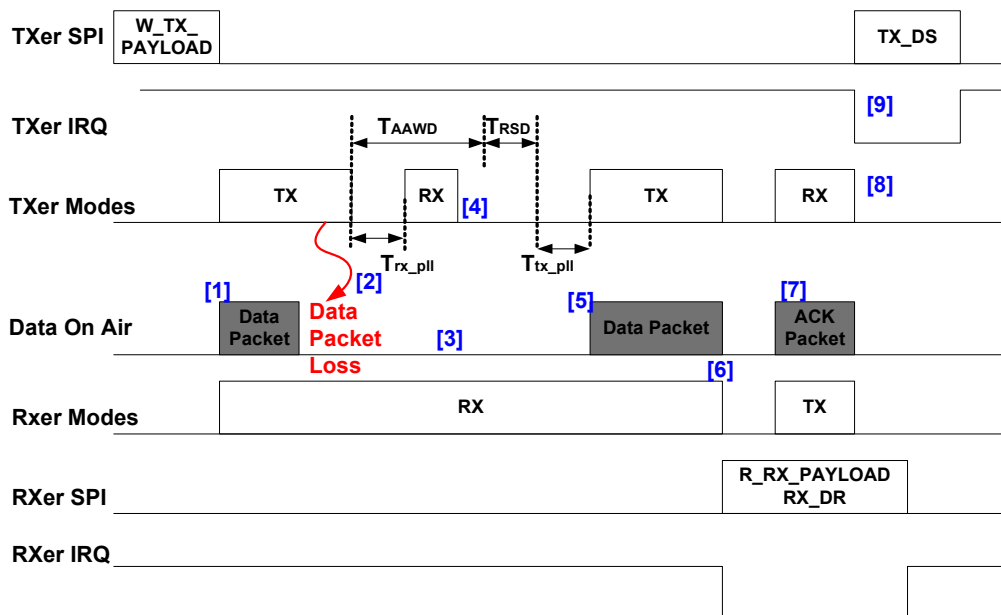 TXer SPI
W_TX_
PAYLOAD
TX_DS
TXer IRQ
[9]
TAAWD
TRSD
TXer Modes
TX
RX
[4]
TX
RX
[8]
Trx_pll
Ttx_pll
[2]
Data On Air
[1]
Data
Packet
Data
Packet
Loss
[3]
[5]
Data Packet
[7]
ACK
Packet
[6]
Rxer Modes
RX
TX
RXer SPI
R_RX_PAYLOAD
RX_DR
RXer IRQ